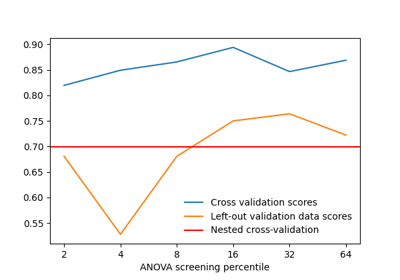 0.90
0.85
0.80
0.75
0.70
0.65
0.60
0.55
Cross validation scores
Left-out validation data scores
Nested cross-validation
2 4 8 16 32 64
ANOVA screening percentile